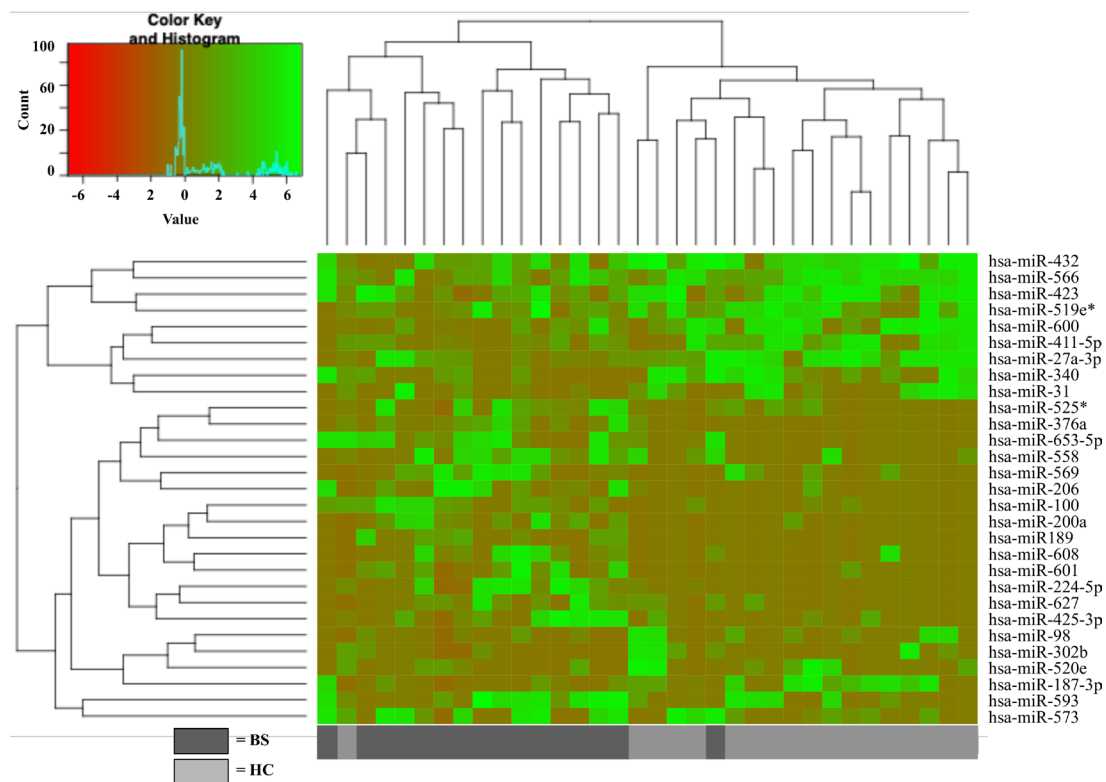 Color Key
and Histogram
100
60
20
0
Count
-6 -4 -2 0 2 4 6
Value
hsa-miR-432
hsa-miR-566
hsa-miR-423
hsa-miR-519e*
hsa-miR-600
hsa-miR-411-5p
hsa-miR-27a-3p
hsa-miR-340
hsa-miR-31
hsa-miR-525*
hsa-miR-376a
hsa-miR-653-5p
hsa-miR-558
hsa-miR-569
hsa-miR-206
hsa-miR-100
hsa-miR-200a
hsa-miR189
hsa-miR-608
hsa-miR-601
hsa-miR-224-5p
hsa-miR-627
hsa-miR-425-3p
hsa-miR-98
hsa-miR-302b
hsa-miR-520e
hsa-miR-187-3p
hsa-miR-593
hsa-miR-573
= BS
= HC